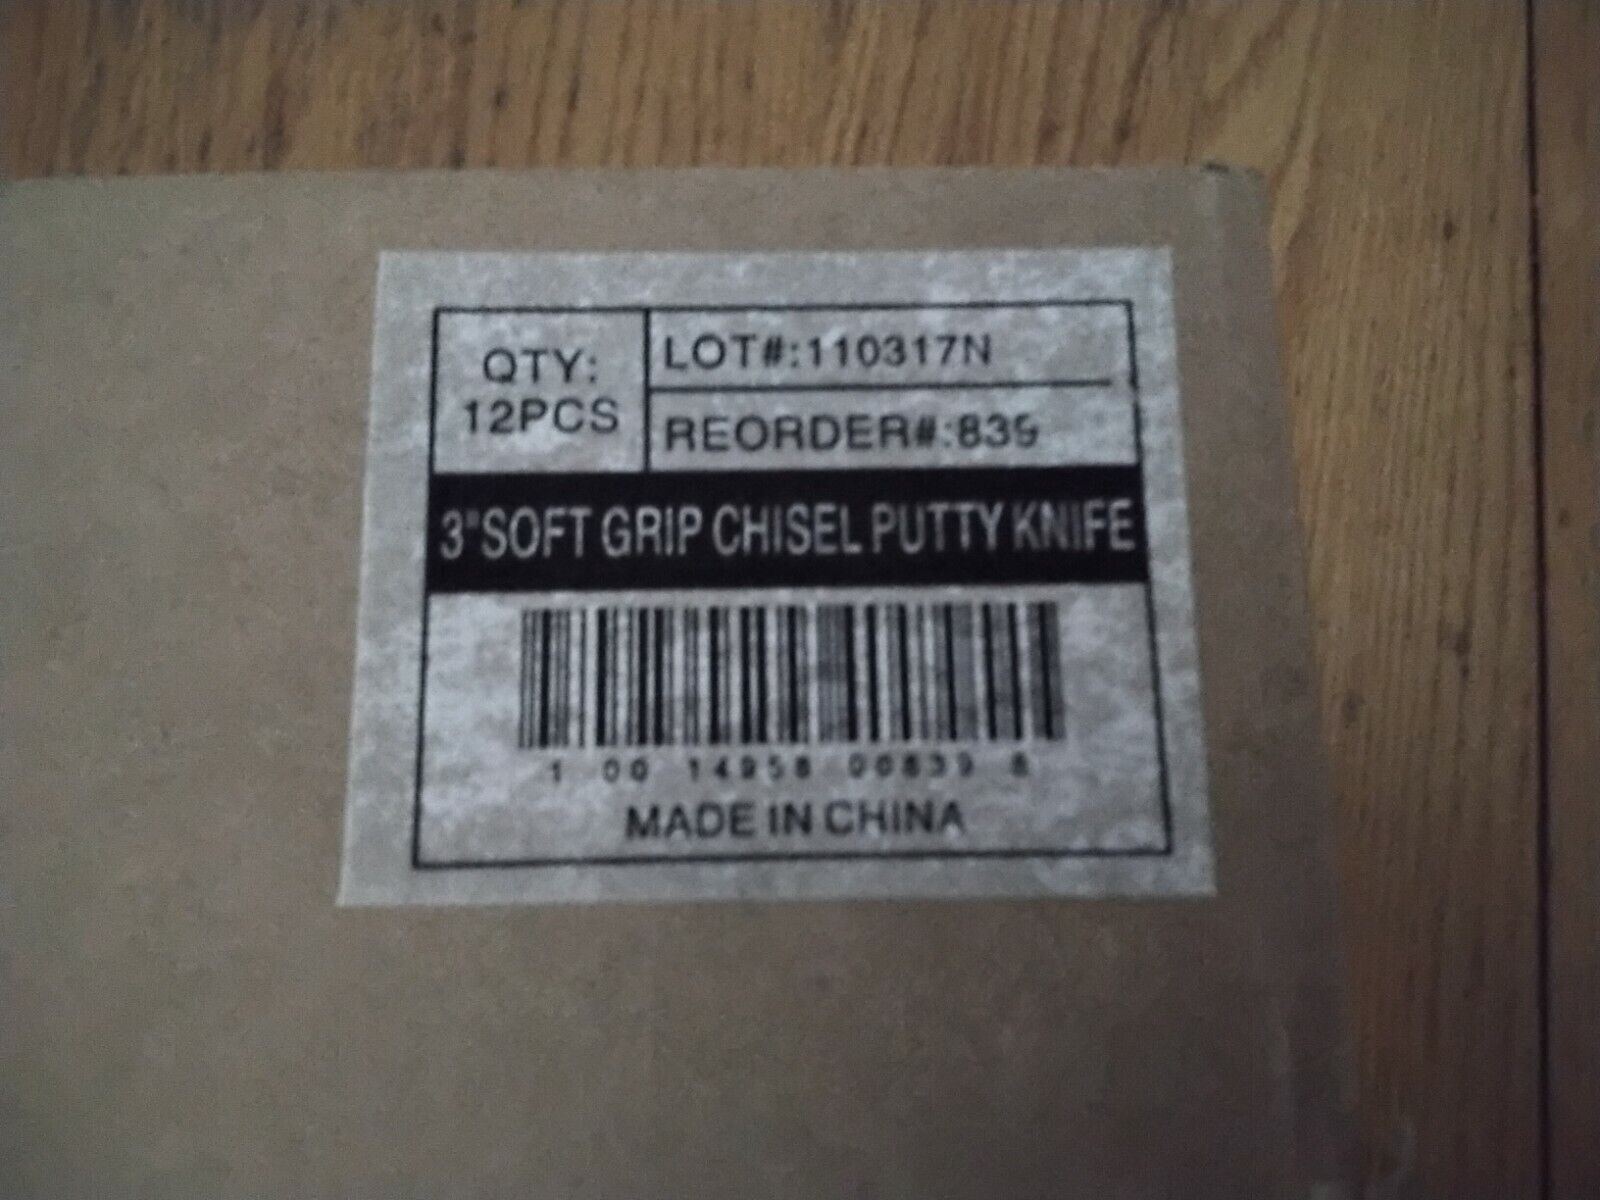 QTY:
12PCS
LOT#:110317N
REORDER#:839
3"SOFT GRIP CHISEL PUTTY KNIFE
1 00 14958 00839 8
MADE IN CHINA